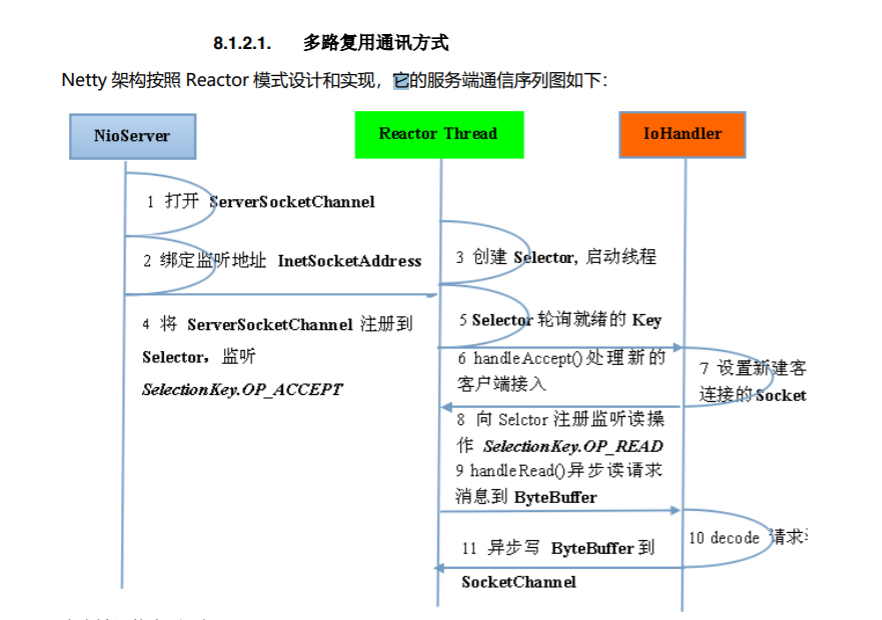 8.1.2.1. 多路复用通讯方式
Netty 架构按照 Reactor 模式设计和实现，它的服务端通信序列图如下：
NioServer
Reactor Thread
IoHandler
1 打开 ServerSocketChannel
2 绑定监听地址 InetSocketAddress
3 创建 Selector, 启动线程
4 将 ServerSocketChannel 注册到
Selector，监听
SelectionKey.OP_ACCEPT
5 Selector 轮询就绪的 Key
6 handleAccept()处理新的
客户端接入
7 设置新建客
连接的 Socket
8 向 Selctor 注册监听读操
作 SelectionKey.OP_READ
9 handleRead()异步读请求
消息到 ByteBuffer
10 decode 请求
11 异步写 ByteBuffer 到
SocketChannel